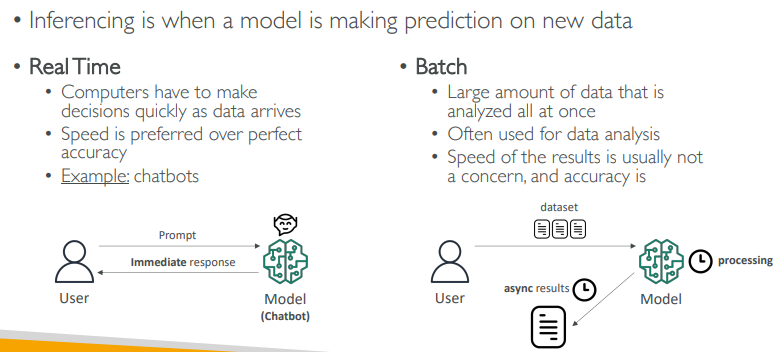 • Inferencing is when a model is making prediction on new data
• Real Time
• Computers have to make
decisions quickly as data arrives
• Speed is preferred over perfect
accuracy
• Example: chatbots
Prompt
Immediate response
User
Model
(Chatbot)
• Batch
• Large amount of data that is
analyzed all at once
• Often used for data analysis
• Speed of the results is usually not
a concern, and accuracy is
dataset
processing
async results
User
Model